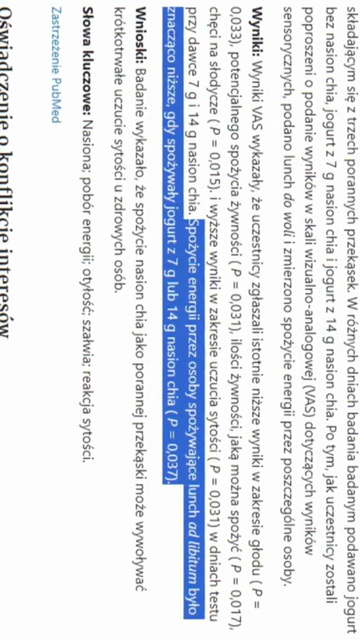 składającym się z trzech porannych przekąsek. W różnych dniach badania badanym podawano jogurt
bez nasion chia, jogurt z 7 g nasion chia i jogurt z 14 g nasion chia. Po tym, jak uczestnicy zostali
poproszeni o podanie wyników w skali wizualno-analogowej (VAS) dotyczących wyników
sensorycznych, podano lunch do woli i zmierzono spożycie energii przez poszczególne osoby.
Wyniki: Wyniki VAS wykazały, że uczestnicy zgłaszali istotnie niższe wyniki w zakresie głodu ( P =
0,033), potencjalnego spożycia żywności ( P = 0,031), ilości żywności, jaką można spożyć ( P = 0,017),
chęci na słodycze ( P = 0,015), i wyższe wyniki w zakresie uczucia sytości ( P = 0,031) w dniach testu
przy dawce 7 g i 14 g nasion chia. Spożycie energii przez osoby spożywające lunch ad libitum było
znacząco niższe, gdy spożywały jogurt z 7 g lub 14 g nasion chia ( P = 0,037).
Wnioski: Badanie wykazało, że spożycie nasion chia jako porannej przekąski może wywoływać
krótkotrwałe uczucie sytości u zdrowych osób.
Słowa kluczowe: Nasiona; pobór energii; otyłość; szałwia; reakcja sytości.
Zastrzeżenie PubMed
Oświadczenie o konflikcie interesów